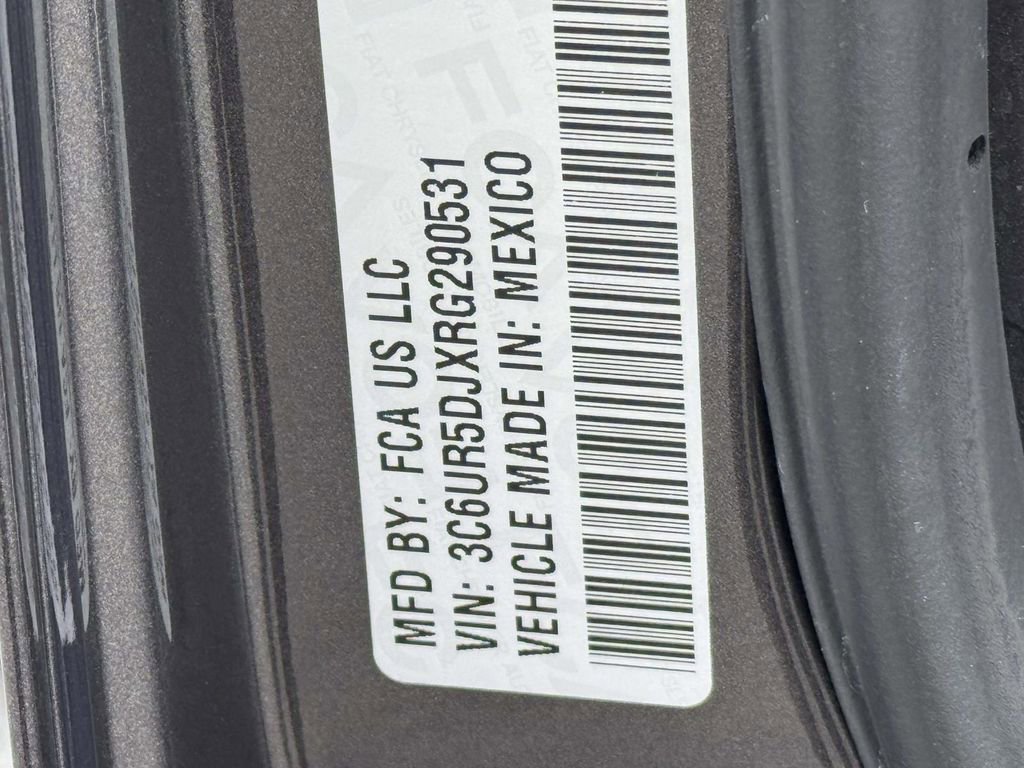 MFD BY: FCA US LLC
VIN: 3C6UR5DJXRG290531
VEHICLE MADE IN: MEXICO